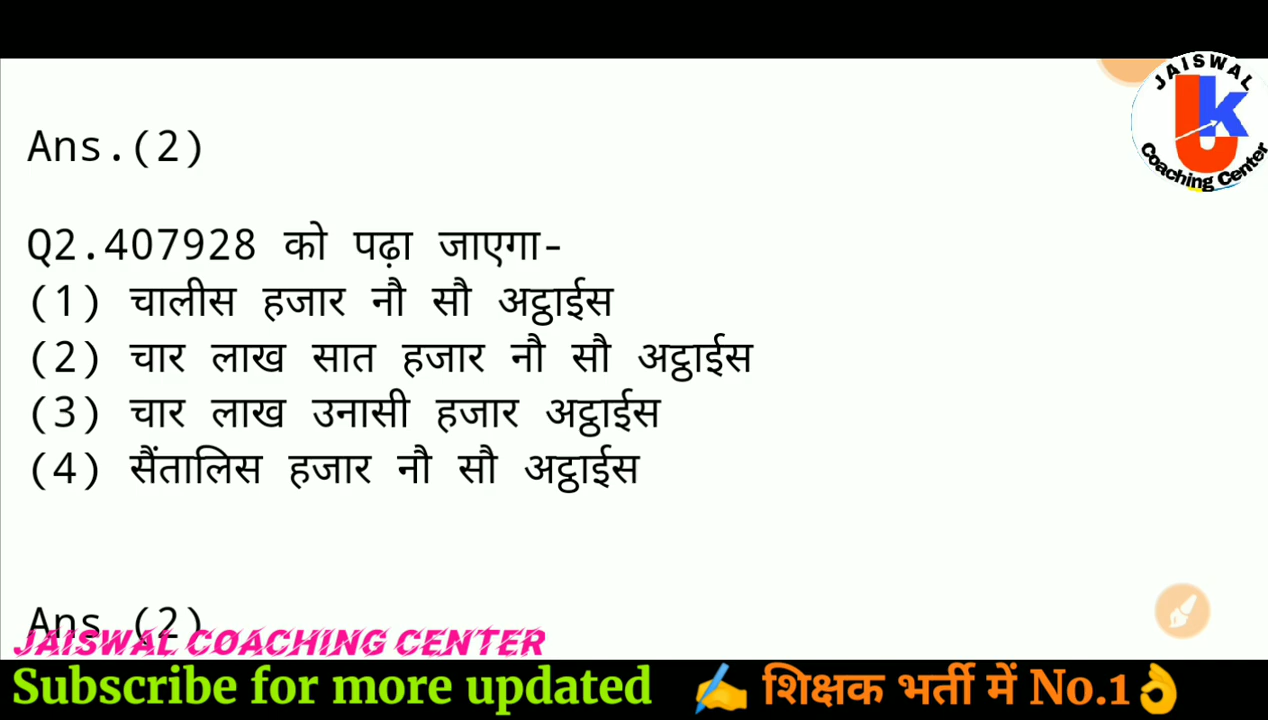 JAISWAL
Jk
Coaching Center
Ans.(2)
Q2.407928 को पढ़ा जाएगा-
(1) चालीस हजार नौ सौ अट्ठाईस
(2) चार लाख सात हजार नौ सौ अट्ठाईस
(3) चार लाख उनासी हजार अट्ठाईस
(4) सैंतालिस हजार नौ सौ अट्ठाईस
Ans.(2)
JAISWAL COACHING CENTER
Subscribe for more updated ✍️ शिक्षक भर्ती में No.1👌